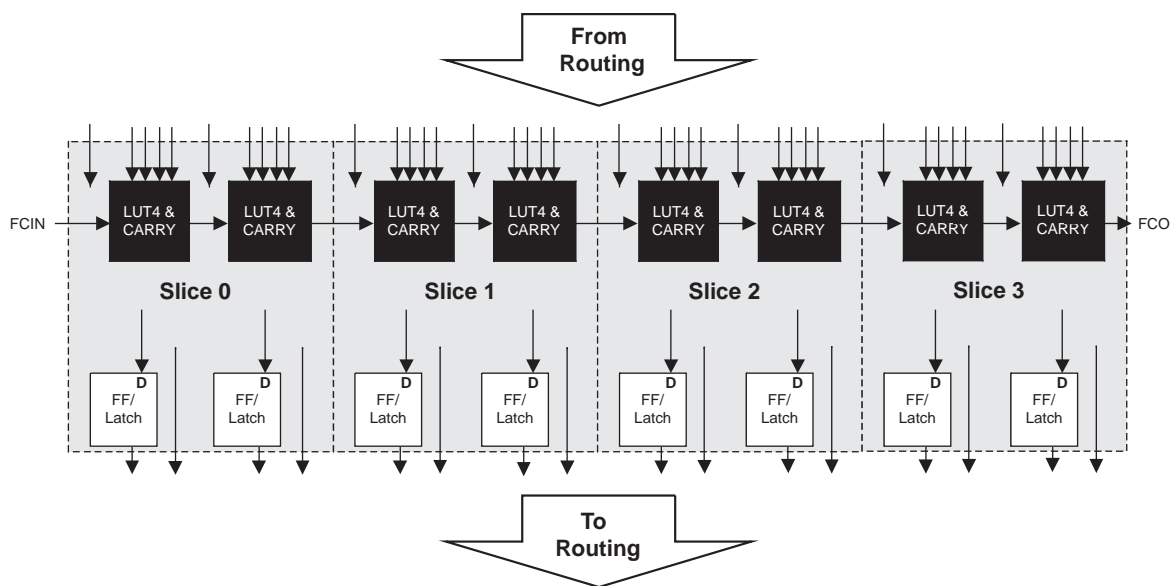 From
Routing
LUT4 &
CARRY
LUT4 &
CARRY
LUT4 &
CARRY
LUT4 &
CARRY
LUT4 &
CARRY
LUT4 &
CARRY
LUT4 &
CARRY
LUT4 &
CARRY
FCIN
FCO
Slice 0
Slice 1
Slice 2
Slice 3
D
FF/
Latch
D
FF/
Latch
D
FF/
Latch
D
FF/
Latch
D
FF/
Latch
D
FF/
Latch
D
FF/
Latch
D
FF/
Latch
To
Routing